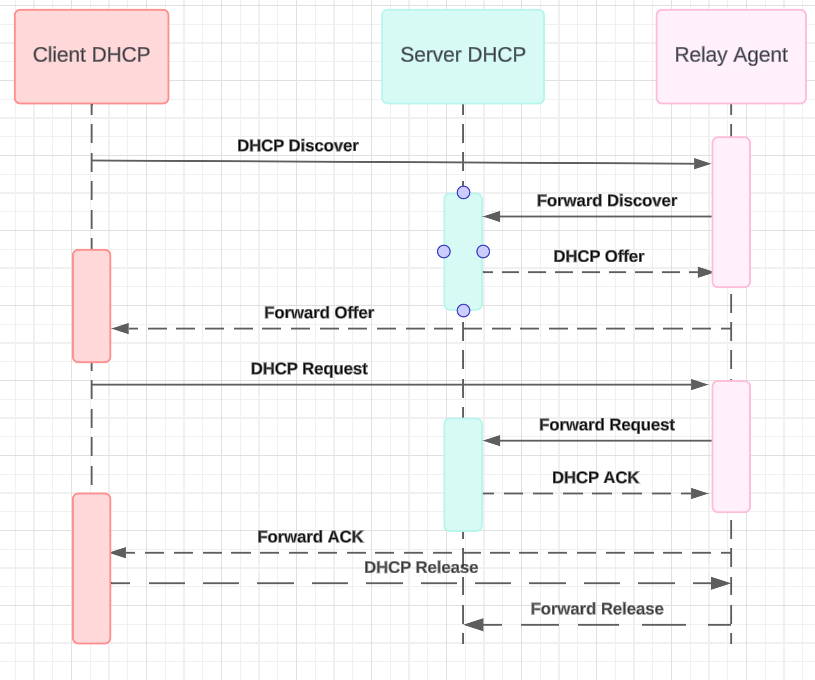 Client DHCP
Server DHCP
Relay Agent
DHCP Discover
Forward Discover
DHCP Offer
Forward Offer
DHCP Request
Forward Request
DHCP ACK
Forward ACK
DHCP Release
Forward Release